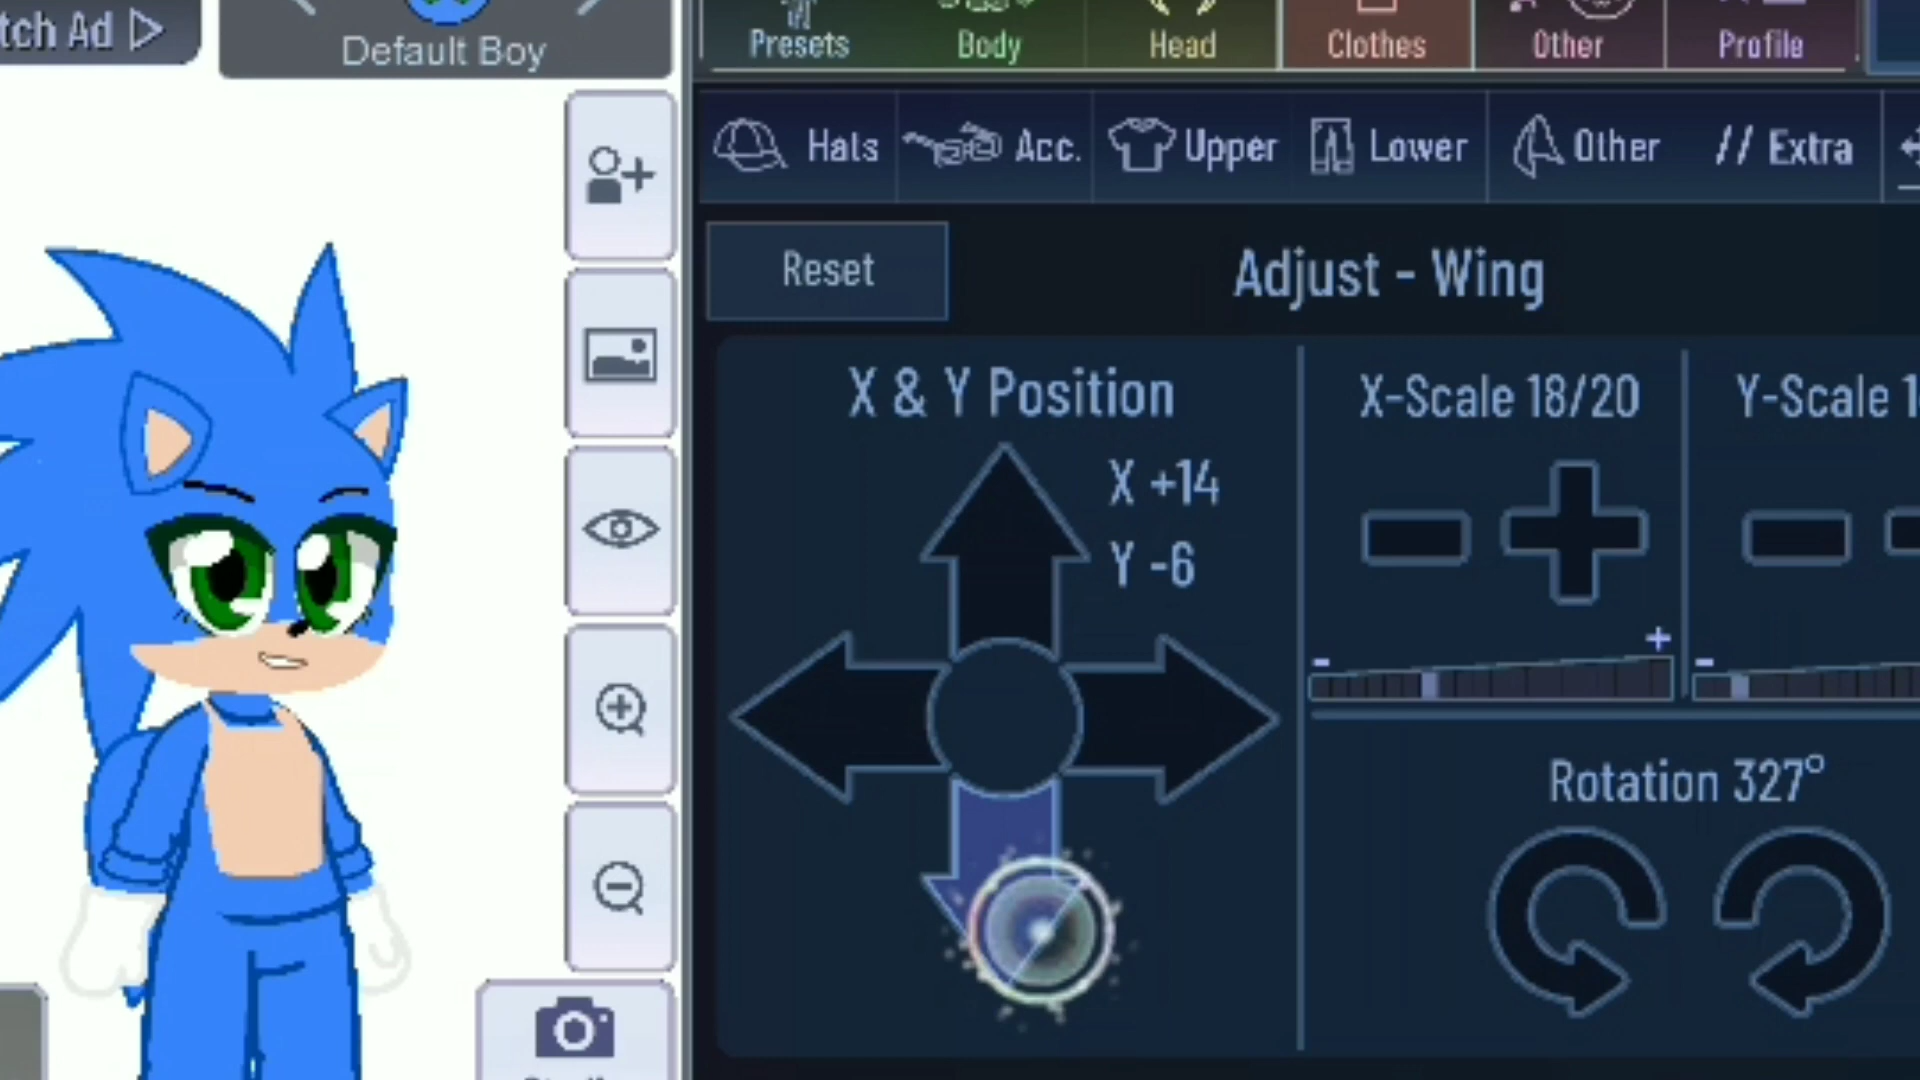 tch Ad
Default Boy
Presets
Body
Head
Clothes
Other
Profile
Hats
Acc.
Upper
Lower
Other
// Extra
Reset
Adjust - Wing
X & Y Position
X +14
Y -6
X-Scale 18/20
Y-Scale 1
- +
-
Rotation 327°